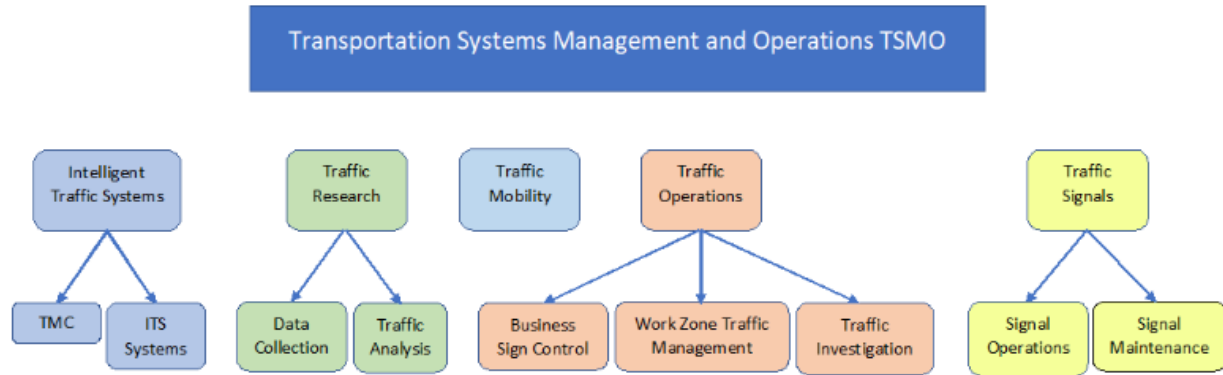 Transportation Systems Management and Operations TSMO
Intelligent
Traffic Systems
Traffic
Research
Traffic
Mobility
Traffic
Operations
Traffic
Signals
TMC
ITS
Systems
Data
Collection
Traffic
Analysis
Business
Sign Control
Work Zone Traffic
Management
Traffic
Investigation
Signal
Operations
Signal
Maintenance